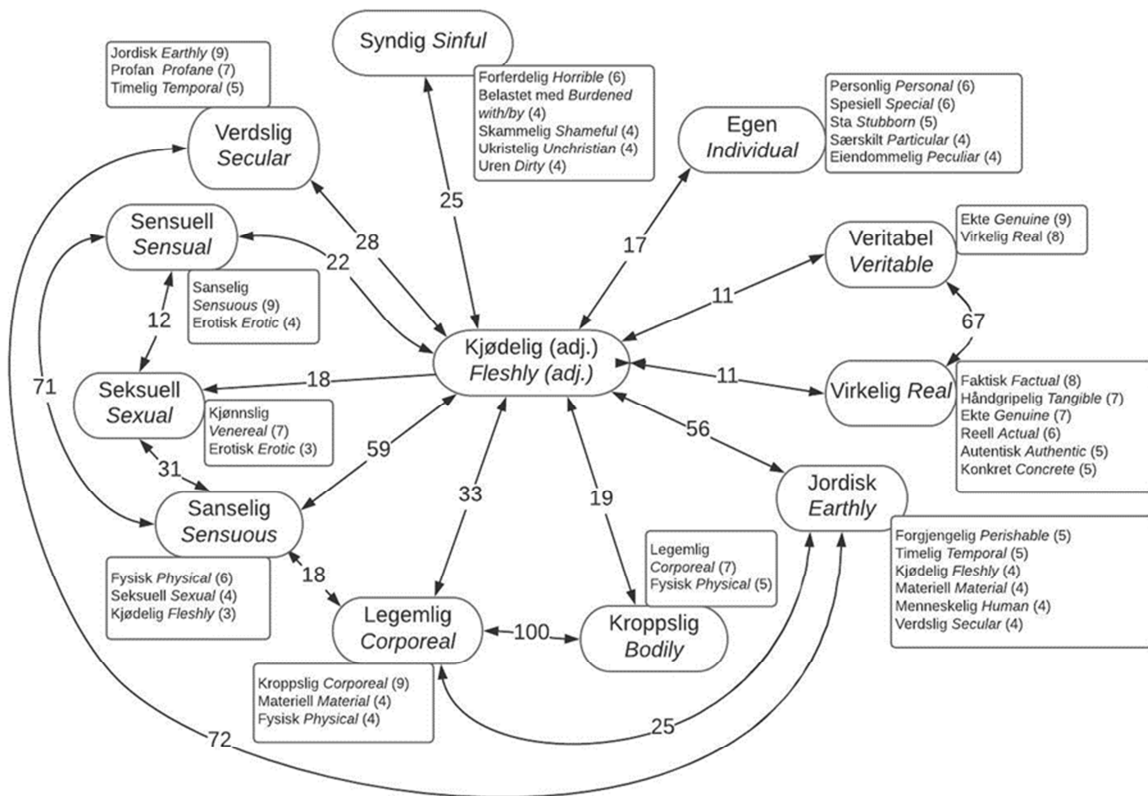 Syndig Sinful
Forferdelig Horrible (6)
Belastet med Burdened
with/by (4)
Skammelig Shameful (4)
Ukristelig Unchristian (4)
Uren Dirty (4)
Jordisk Earthly (9)
Profan Profane (7)
Timelig Temporal (5)
Verdslig
Secular
Egen
Individual
Personlig Personal (6)
Spesiell Special (6)
Sta Stubborn (5)
Særskilt Particular (4)
Eiendommelig Peculiar (4)
25
17
28
22
Sensuell
Sensual
Sanselig
Sensuous (9)
Erotisk Erotic (4)
Veritabel
Veritable
Ekte Genuine (9)
Virkelig Real (8)
11
67
12
Kjødelig (adj.)
Fleshly (adj.)
11
Virkelig Real
Faktisk Factual (8)
Håndgripelig Tangible (7)
Ekte Genuine (7)
Reell Actual (6)
Autentisk Authentic (5)
Konkret Concrete (5)
71
18
Seksuell
Sexual
Kjønnslig
Venereal (7)
Erotisk Erotic (3)
31
59
33
19
56
Jordisk
Earthly
Forgjengelig Perishable (5)
Timelig Temporal (5)
Kjødelig Fleshly (4)
Materiell Material (4)
Menneskelig Human (4)
Verdslig Secular (4)
Sanselig
Sensuous
Fysisk Physical (6)
Seksuell Sexual (4)
Kjødelig Fleshly (3)
18
Legemlig
Corporeal
Kroppslig Corporeal (9)
Materiell Material (4)
Fysisk Physical (4)
100
Legemlig
Corporeal (7)
Fysisk Physical (5)
Kroppslig
Bodily
25
72